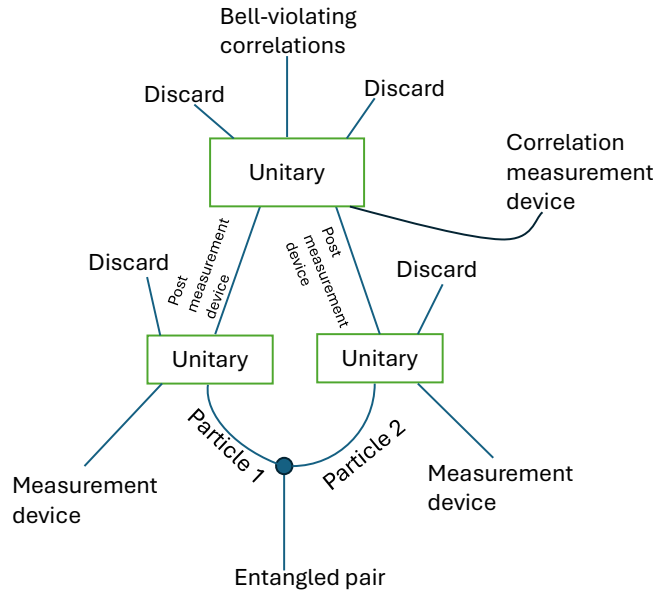 Bell-violating
correlations
Discard
Discard
Correlation
measurement
device
Unitary
Post
measurement
device
Post
measurement
device
Discard
Discard
Unitary
Unitary
Particle 1
Particle 2
Measurement
device
Measurement
device
Entangled pair